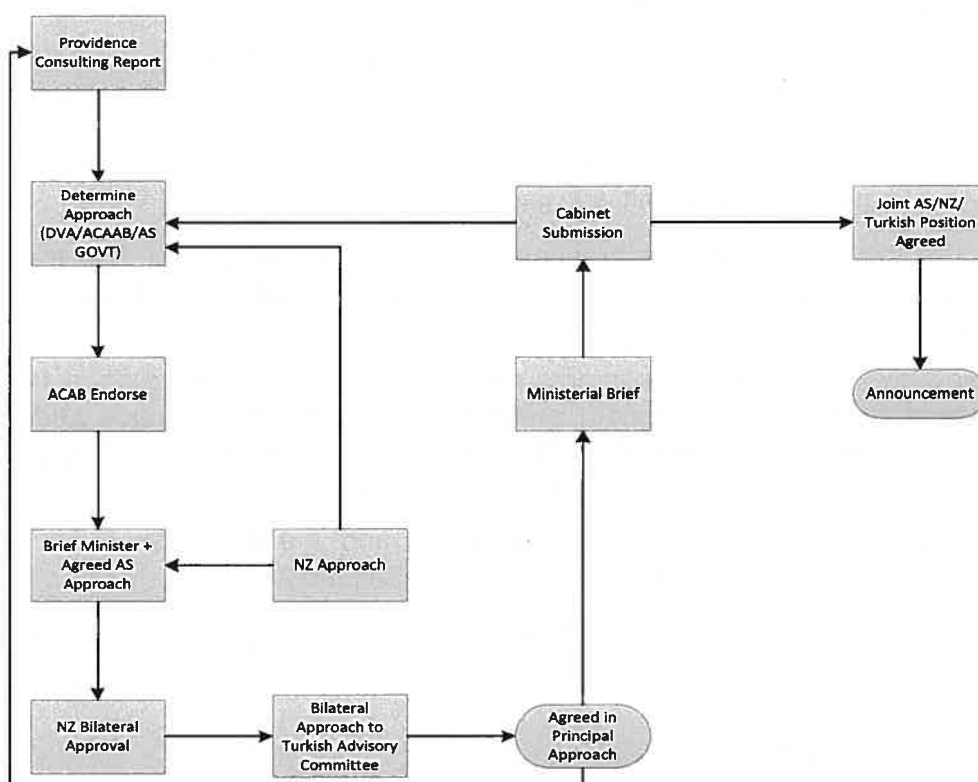 Providence
Consulting Report
Determine
Approach
(DVA/ACAAB/AS
GOVT)
Cabinet
Submission
Joint AS/NZ/
Turkish Position
Agreed
ACAB Endorse
Ministerial Brief
Announcement
Brief Minister +
Agreed AS
Approach
NZ Approach
NZ Bilateral
Approval
Bilateral
Approach to
Turkish Advisory
Committee
Agreed in
Principal
Approach